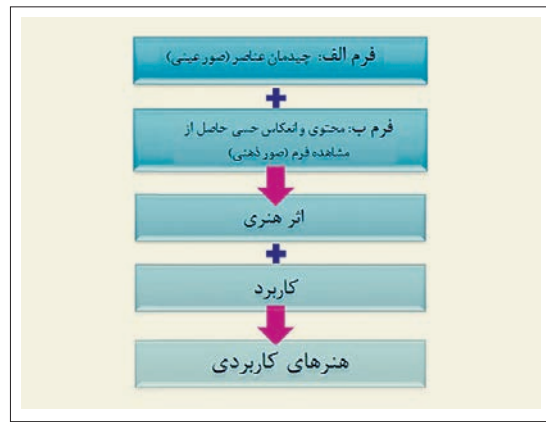 فرم الف: چیدمان عناصر (صور عینی)
+
فرم ب: محتوی و انعکاس حسی حاصل از
مشاهده فرم (صور ذهنی)
اثر هنری
+
کاربرد
هنرهای کاربردی